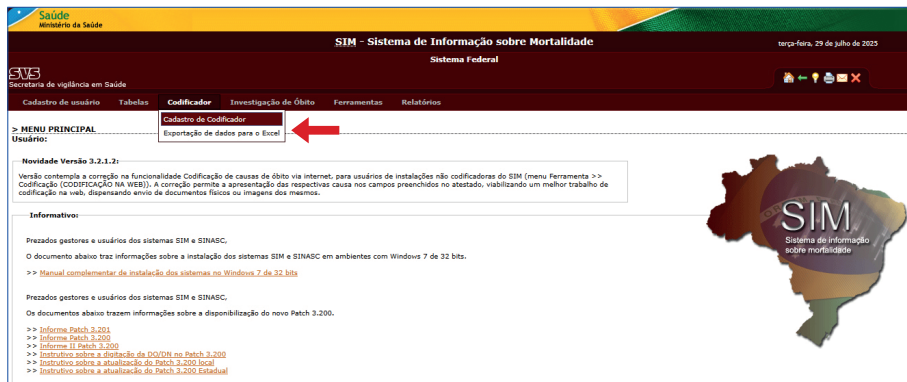 Saúde
Ministério da Saúde
SIM - Sistema de Informação sobre Mortalidade
terça-feira, 29 de julho de 2025
Sistema Federal
SVS
Secretaria de vigilância em Saúde
Cadastro de usuário Tabelas Codificador Investigação de Óbito Ferramentas Relatórios
Cadastro de Codificador
Exportação de dados para o Excel
> MENU PRINCIPAL
Usuário:
Novidade Versão 3.2.1.2:
Versão contempla a correção na funcionalidade Codificação de causas de óbito via internet, para usuários de instalações não codificadoras do SIM (menu Ferramenta >>
Codificação (CODIFICAÇÃO NA WEB)). A correção permite a apresentação das respectivas causa nos campos preenchidos no atestado, viabilizando um melhor trabalho de
codificação na web, dispensando envio de documentos físicos ou imagens dos mesmos.
Informativo:
Prezados gestores e usuários dos sistemas SIM e SINASC,
O documento abaixo traz informações sobre a instalação dos sistemas SIM e SINASC em ambientes com Windows 7 de 32 bits.
>> Manual complementar de instalação dos sistemas no Windows 7 de 32 bits
Prezados gestores e usuários dos sistemas SIM e SINASC,
Os documentos abaixo trazem informações sobre a disponibilização do novo Patch 3.200.
>> Informe Patch 3.201
>> Informe Patch 3.200
>> Informe II Patch 3.200
>> Instrutivo sobre a digitação da DO/DN no Patch 3.200
>> Instrutivo sobre a atualização do Patch 3.200 local
>> Instrutivo sobre a atualização do Patch 3.200 Estadual
SIM
Sistema de informação
sobre mortalidade